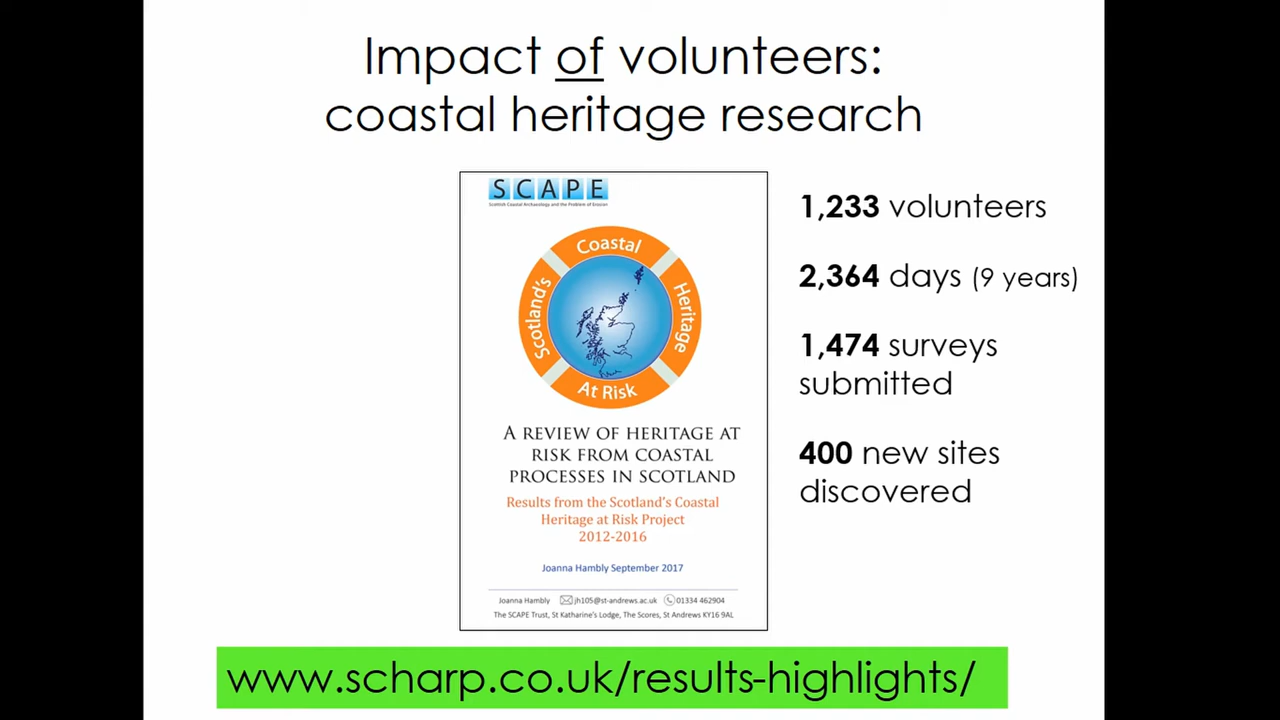 Impact of volunteers:
coastal heritage research
SCAPE
Scottish Coastal Archaeology and the Problem of Erosion
Scotland's
Coastal
Heritage
At Risk
A REVIEW OF HERITAGE AT
RISK FROM COASTAL
PROCESSES IN SCOTLAND
Results from the Scotland's Coastal
Heritage at Risk Project
2012-2016
Joanna Hambly September 2017
Joanna Hambly jh105@st-andrews.ac.uk 01334 462904
The SCAPE Trust, St Katharine's Lodge, The Scores, St Andrews KY16 9AL
1,233 volunteers
2,364 days (9 years)
1,474 surveys
submitted
400 new sites
discovered
www.scharp.co.uk/results-highlights/